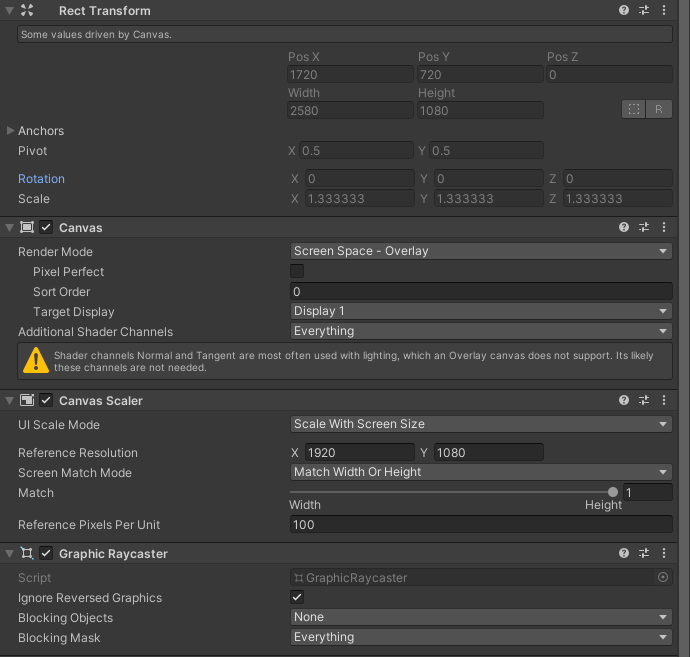 Rect Transform
Some values driven by Canvas.
Pos X Pos Y Pos Z
1720 720 0
Width Height
2580 1080
R
Anchors
Pivot X 0.5 Y 0.5
Rotation X 0 Y 0 Z 0
Scale X 1.333333 Y 1.333333 Z 1.333333
Canvas
Render Mode Screen Space - Overlay
Pixel Perfect
Sort Order 0
Target Display Display 1
Additional Shader Channels Everything
Shader channels Normal and Tangent are most often used with lighting, which an Overlay canvas does not support. Its likely
these channels are not needed.
Canvas Scaler
UI Scale Mode Scale With Screen Size
Reference Resolution X 1920 Y 1080
Screen Match Mode Match Width Or Height
Match 1
Width Height
Reference Pixels Per Unit 100
Graphic Raycaster
Script GraphicRaycaster
Ignore Reversed Graphics
Blocking Objects None
Blocking Mask Everything